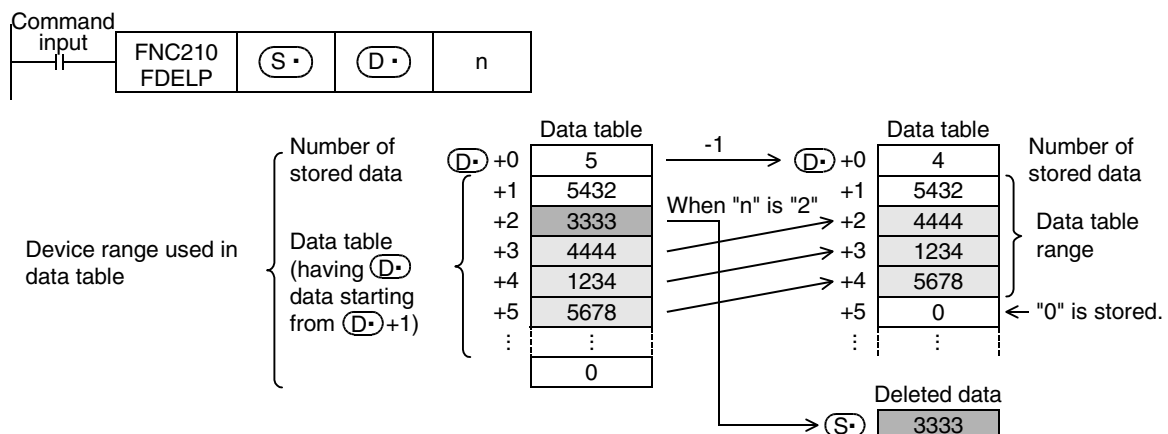 Command
input
FNC210
FDELP
S·
D·
n
Device range used in
data table
Number of
stored data
Data table
(having D·
data starting
from D·+1)
Data table
D· +0 5
+1 5432
+2 3333
+3 4444
+4 1234
+5 5678
⋮ ⋮
0
-1
When "n" is "2"
Data table
D· +0 4
+1 5432
+2 4444
+3 1234
+4 5678
+5 0
⋮ ⋮
Number of
stored data
Data table
range
"0" is stored.
Deleted data
S· 3333